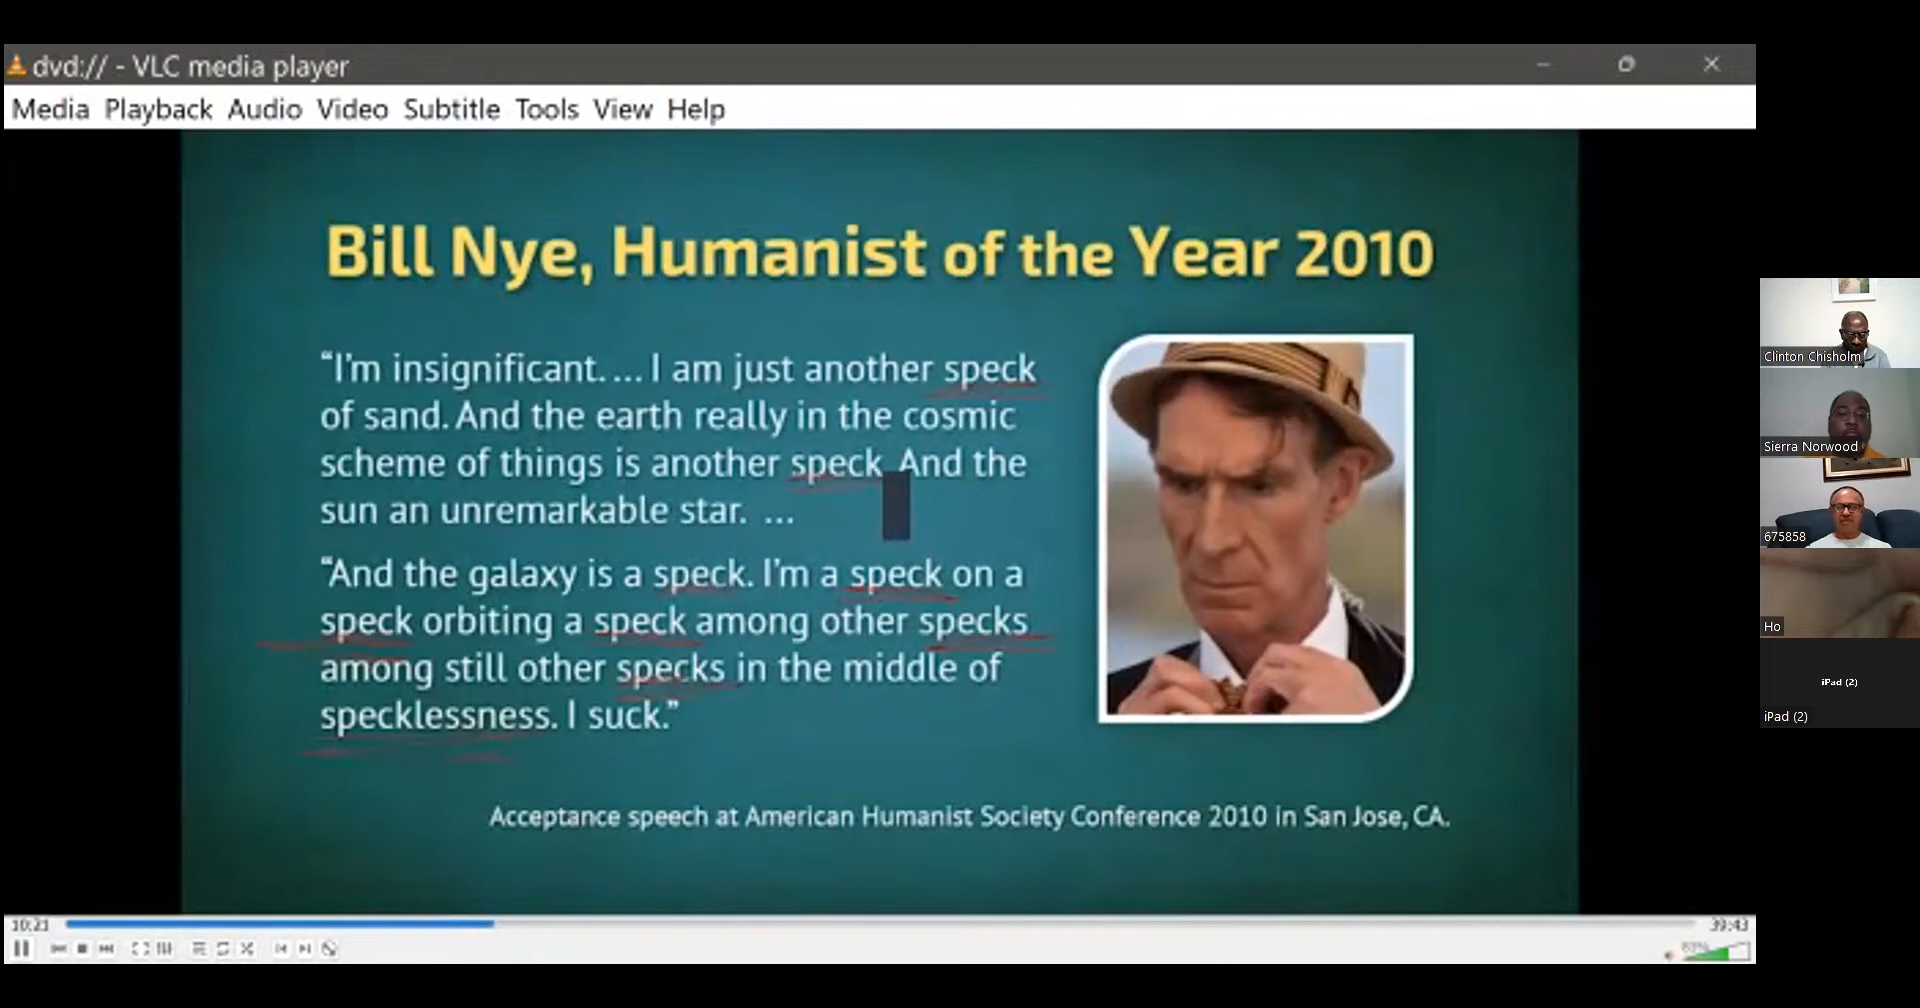 dvd:// - VLC media player
Media Playback Audio Video Subtitle Tools View Help
Bill Nye, Humanist of the Year 2010
“I’m insignificant. ... I am just another speck
of sand. And the earth really in the cosmic
scheme of things is another speck And the
sun an unremarkable star. ...
“And the galaxy is a speck. I’m a speck on a
speck orbiting a speck among other specks
among still other specks in the middle of
specklessness. I suck.”
Acceptance speech at American Humanist Society Conference 2010 in San Jose, CA.
10:21
39:43
Clinton Chisholm
Sierra Norwood
675858
Ho
iPad (2)
iPad (2)